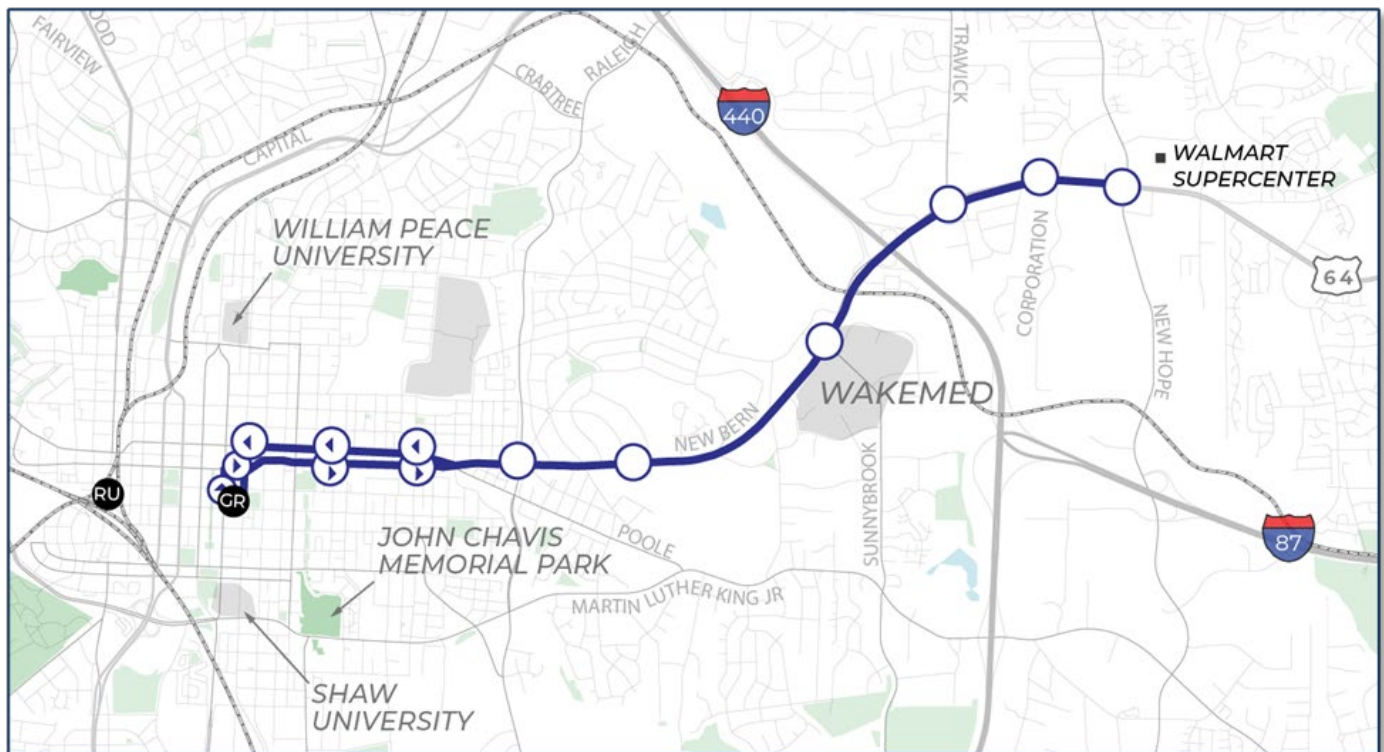 OOD
FAIRVIEW
CAPITAL
CRABTREE
RALEIGH
440
TRAWICK
WALMART
SUPERCENTER
WILLIAM PEACE
UNIVERSITY
CORPORATION
64
NEW HOPE
WAKEMED
NEW BERN
SUNNYBROOK
RU
GR
JOHN CHAVIS
MEMORIAL PARK
POOLE
87
MARTIN LUTHER KING JR
SHAW
UNIVERSITY